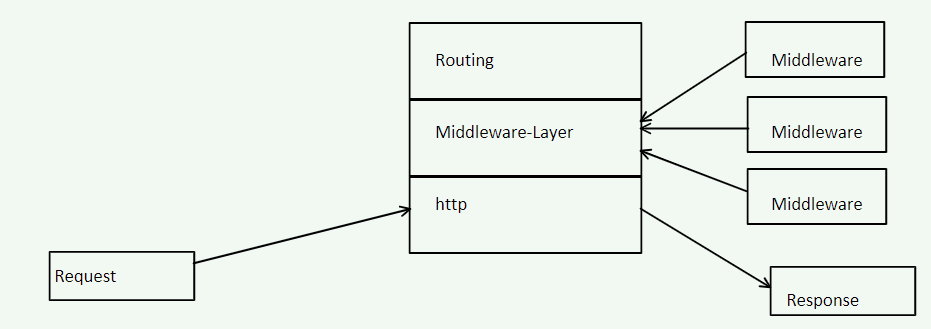 Routing
Middleware
Middleware-Layer
Middleware
http
Middleware
Request
Response